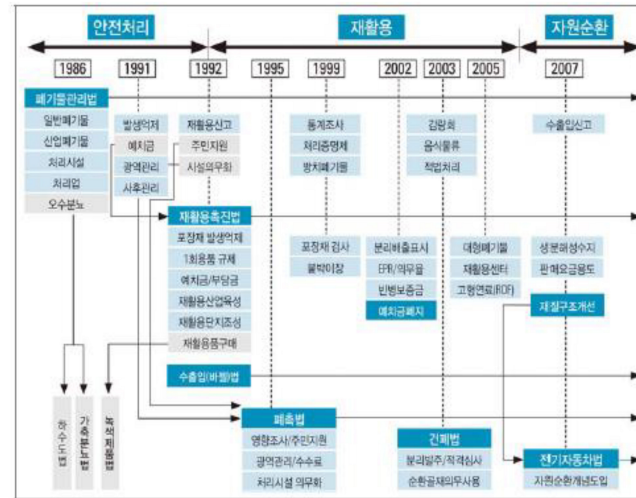 안전처리
재활용
자원순환
1986
1991
1992
1995
1999
2002
2003
2005
2007
폐기물관리법
일반폐기물
산업폐기물
처리시설
처리업
오수분뇨
발생억제
예치금
광역관리
사후관리
재활용신고
주민지원
시설의무화
통계조사
처리증명제
방치폐기물
음식물류
적법처리
수출입신고
재활용촉진법
포장재 발생억제
1회용품 규제
예치금/부담금
재활용산업육성
재활용단지조성
재활용품구매
포장재 검사
분리배출표시
EPR/의무율
빈병보증금
예치금폐지
대형폐기물
재활용센터
고형연료(RDF)
생분해성수지
판매요금용도
재질구조개선
수출입(바젤)법
하수도법
가축분뇨법
녹색제품법
폐촉법
영향조사/주민지원
광역관리/수수료
처리시설 의무화
건폐법
분리발주/적격심사
순환골재의무사용
전기자동차법
자원순환개념도입